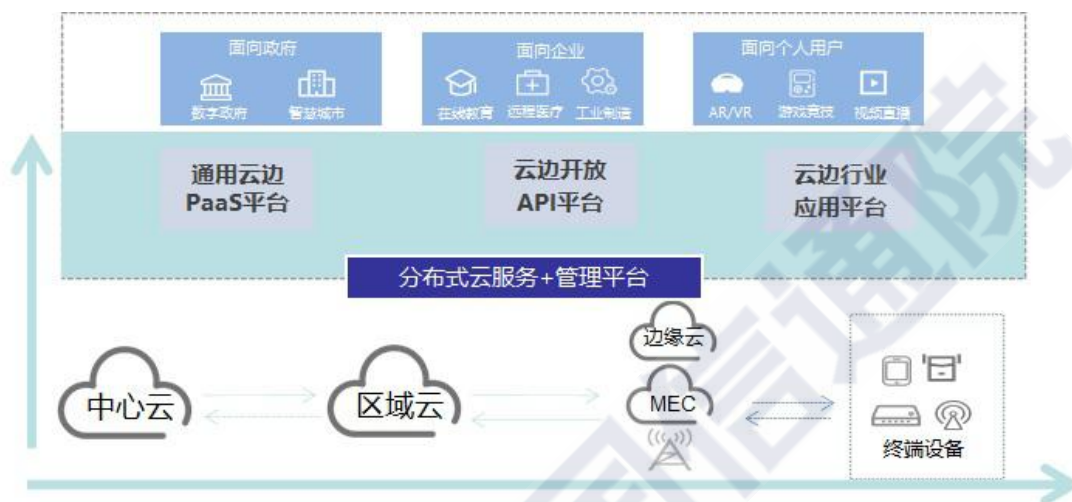 面向政府
数字政府
智慧城市
面向企业
在线教育
远程医疗
工业制造
面向个人用户
AR/VR
游戏竞技
视频直播
通用云边
PaaS平台
云边开放
API平台
云边行业
应用平台
分布式云服务+管理平台
中心云
区域云
边缘云
MEC
终端设备
国信通院